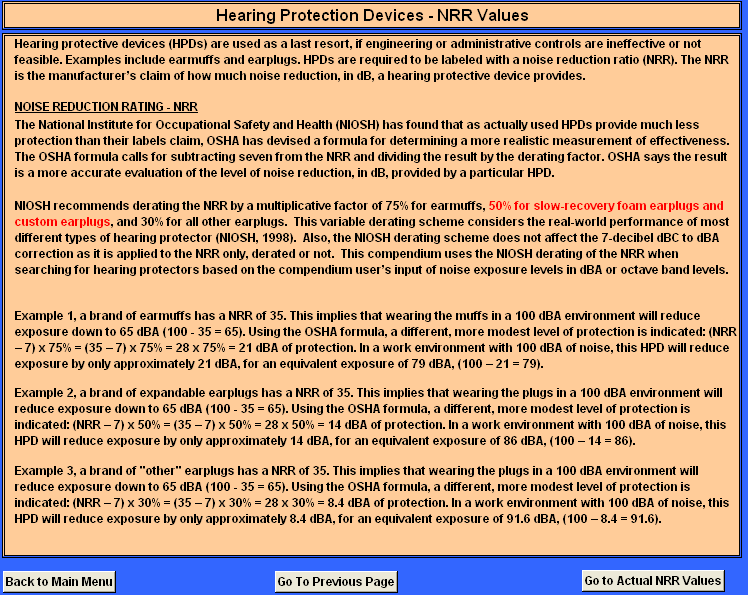 Hearing Protection Devices - NRR Values
Hearing protective devices (HPDs) are used as a last resort, if engineering or administrative controls are ineffective or not
feasible. Examples include earmuffs and earplugs. HPDs are required to be labeled with a noise reduction ratio (NRR). The NRR
is the manufacturer's claim of how much noise reduction, in dB, a hearing protective device provides.
NOISE REDUCTION RATING - NRR
The National Institute for Occupational Safety and Health (NIOSH) has found that as actually used HPDs provide much less
protection than their labels claim, OSHA has devised a formula for determining a more realistic measurement of effectiveness.
The OSHA formula calls for subtracting seven from the NRR and dividing the result by the derating factor. OSHA says the result
is a more accurate evaluation of the level of noise reduction, in dB, provided by a particular HPD.
NIOSH recommends derating the NRR by a multiplicative factor of 75% for earmuffs, 50% for slow-recovery foam earplugs and
custom earplugs, and 30% for all other earplugs.  This variable derating scheme considers the real-world performance of most
different types of hearing protector (NIOSH, 1998).  Also, the NIOSH derating scheme does not affect the 7-decibel dBC to dBA
correction as it is applied to the NRR only, derated or not.  This compendium uses the NIOSH derating of the NRR when
searching for hearing protectors based on the compendium user's input of noise exposure levels in dBA or octave band levels.
Example 1, a brand of earmuffs has a NRR of 35. This implies that wearing the muffs in a 100 dBA environment will reduce
exposure down to 65 dBA (100 - 35 = 65). Using the OSHA formula, a different, more modest level of protection is indicated: (NRR
– 7) x 75% = (35 – 7) x 75% = 28 x 75% = 21 dBA of protection. In a work environment with 100 dBA of noise, this HPD will reduce
exposure by only approximately 21 dBA, for an equivalent exposure of 79 dBA, (100 – 21 = 79).
Example 2, a brand of expandable earplugs has a NRR of 35. This implies that wearing the plugs in a 100 dBA environment will
reduce exposure down to 65 dBA (100 - 35 = 65). Using the OSHA formula, a different, more modest level of protection is
indicated: (NRR – 7) x 50% = (35 – 7) x 50% = 28 x 50% = 14 dBA of protection. In a work environment with 100 dBA of noise, this
HPD will reduce exposure by only approximately 14 dBA, for an equivalent exposure of 86 dBA, (100 – 14 = 86).
Example 3, a brand of "other" earplugs has a NRR of 35. This implies that wearing the plugs in a 100 dBA environment will
reduce exposure down to 65 dBA (100 - 35 = 65). Using the OSHA formula, a different, more modest level of protection is
indicated: (NRR – 7) x 30% = (35 – 7) x 30% = 28 x 30% = 8.4 dBA of protection. In a work environment with 100 dBA of noise, this
HPD will reduce exposure by only approximately 8.4 dBA, for an equivalent exposure of 91.6 dBA, (100 – 8.4 = 91.6).
Back to Main Menu
Go To Previous Page
Go to Actual NRR Values